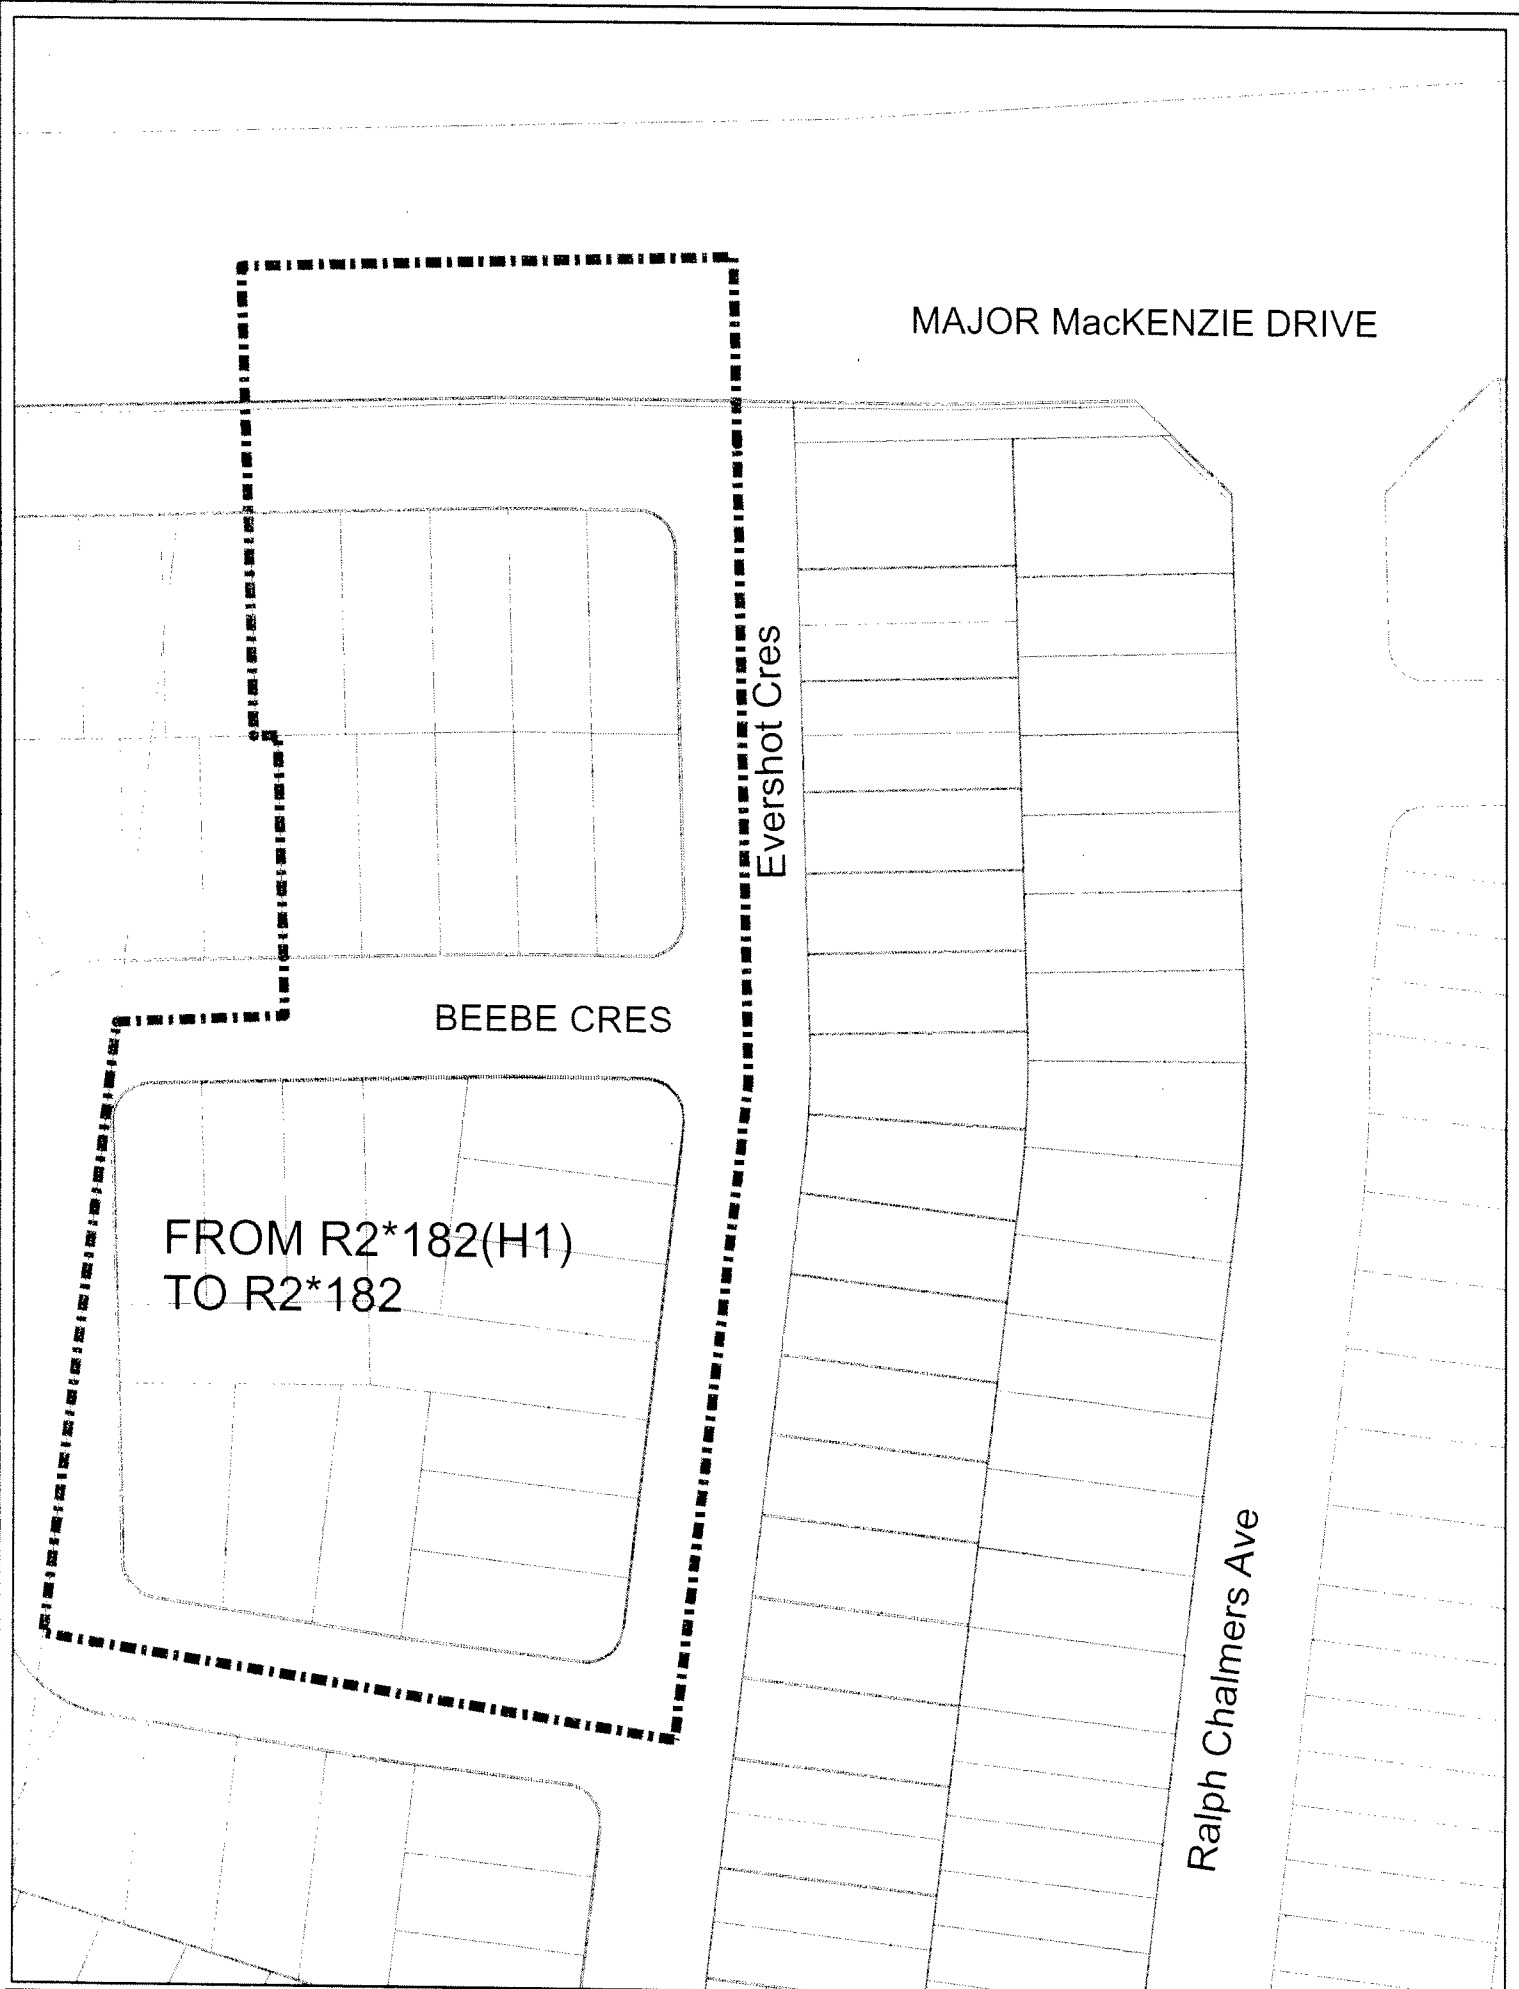 MAJOR MacKENZIE DRIVE
Evershot Cres
BEEBE CRES
FROM R2*182(H1)
TO R2*182
Ralph Chalmers Ave